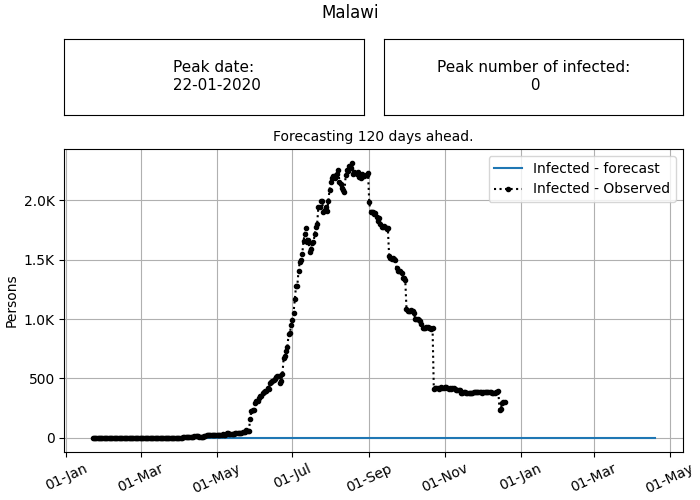 Malawi
Peak date:
22-01-2020
Peak number of infected:
0
Forecasting 120 days ahead.
Infected - forecast
Infected - Observed
Persons
2.0K
1.5K
1.0K
500
0
01-Jan
01-Mar
01-May
01-Jul
01-Sep
01-Nov
01-Jan
01-Mar
01-May